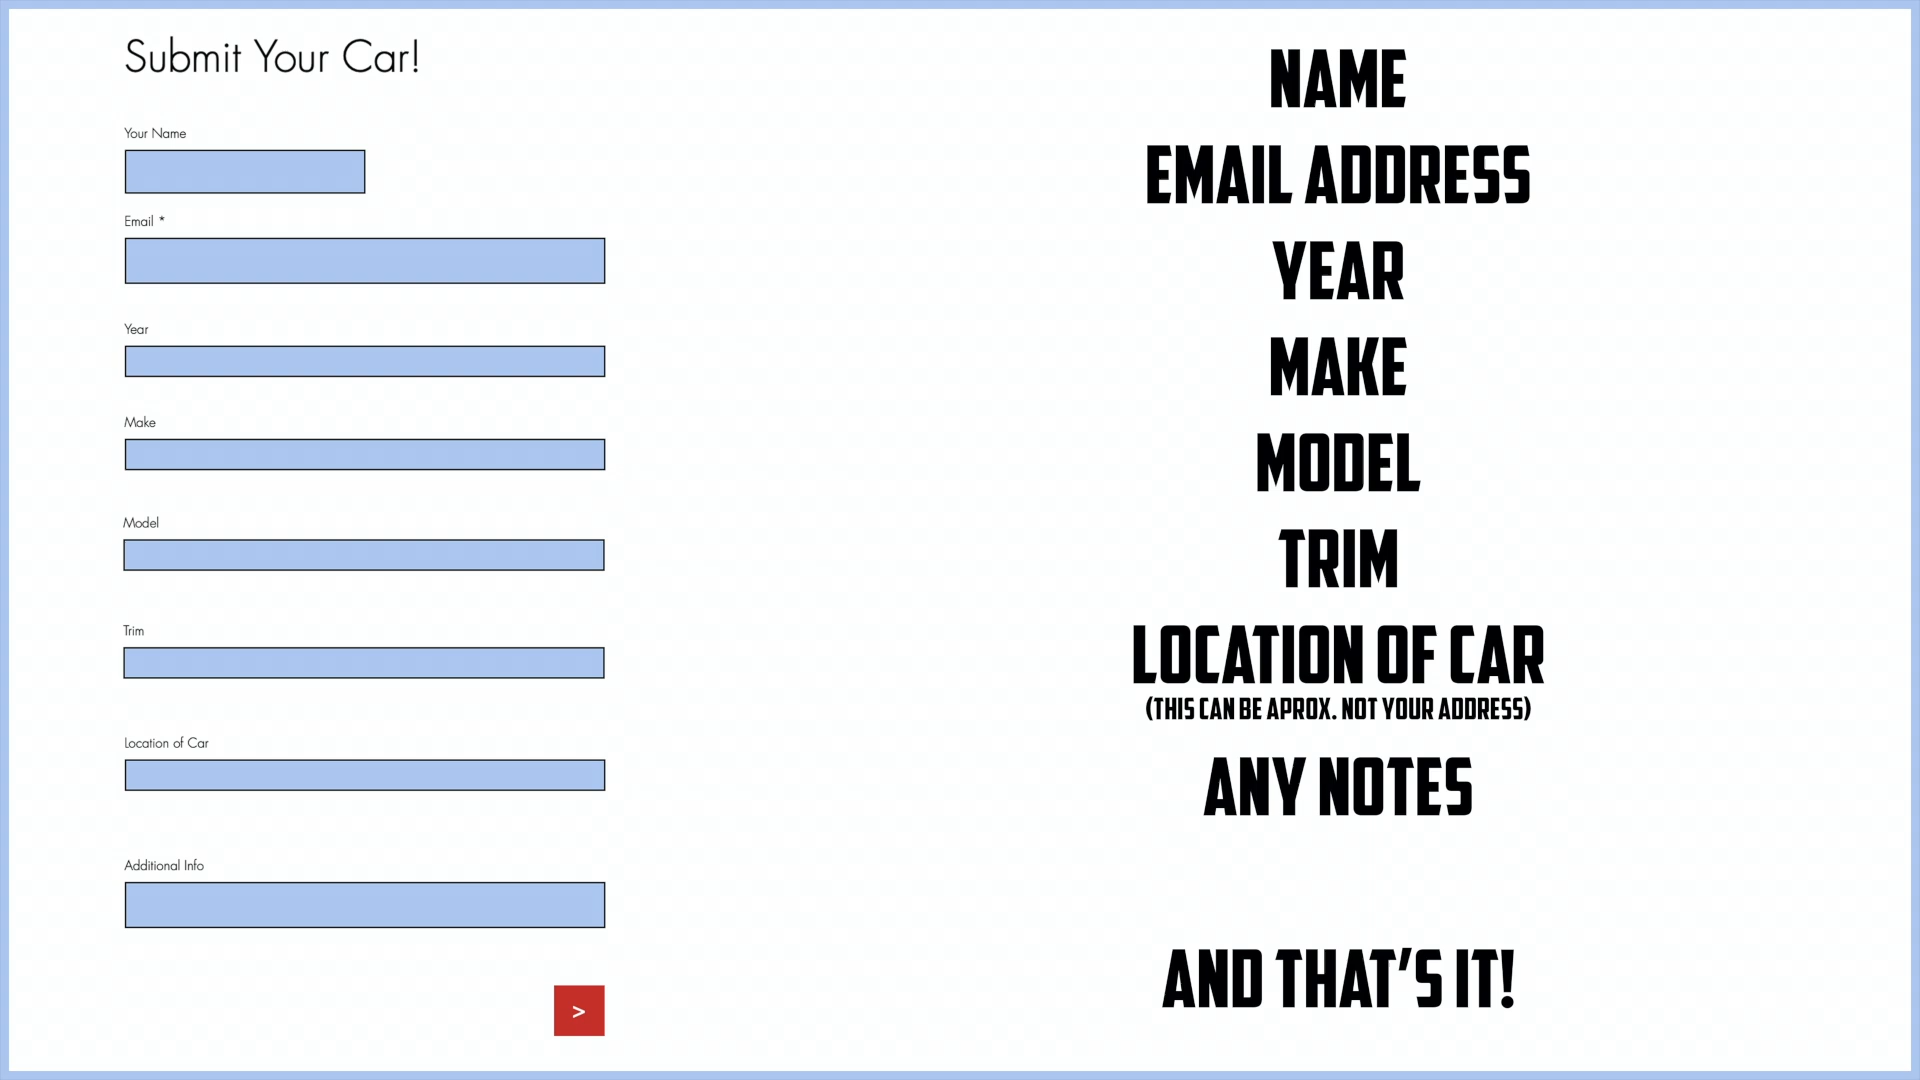 Submit Your Car!
Your Name
Email *
Year
Make
Model
Trim
Location of Car
Additional Info
>
NAME
EMAIL ADDRESS
YEAR
MAKE
MODEL
TRIM
LOCATION OF CAR
(THIS CAN BE APROX. NOT YOUR ADDRESS)
ANY NOTES
AND THAT'S IT!